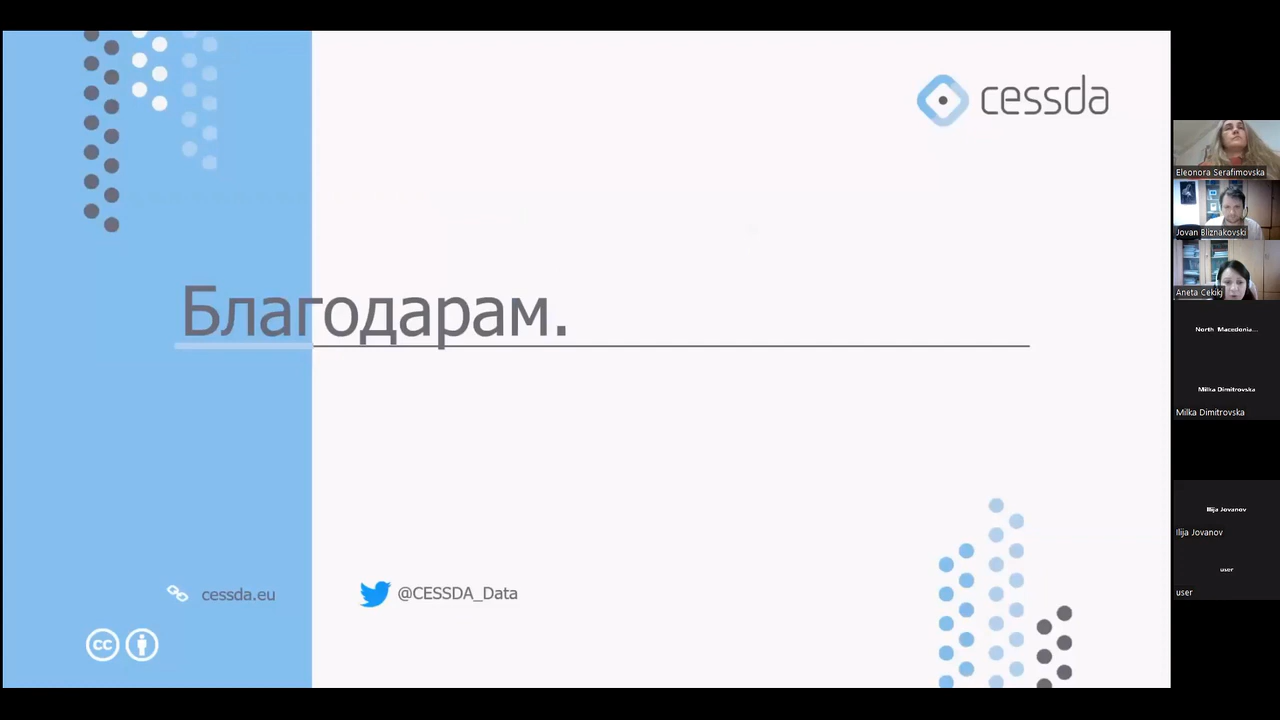 cessda
Благодарам.
cessda.eu
@CESSDA_Data
cc
Eleonora Serafimovska
Jovan Bliznakovski
Aneta Cekikj
North Macedonia...
Milka Dimitrovska
Milka Dimitrovska
Ilija Jovanov
Ilija Jovanov
user
user